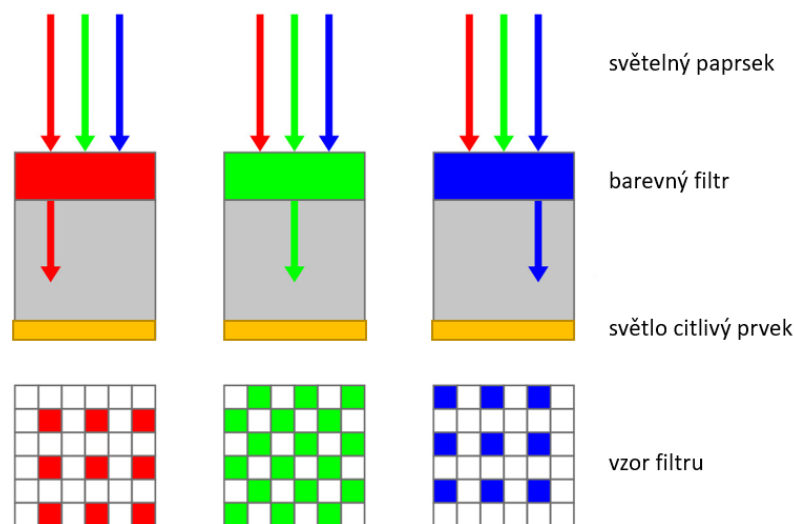 světelný paprsek
barevný filtr
světlo citlivý prvek
vzor filtru